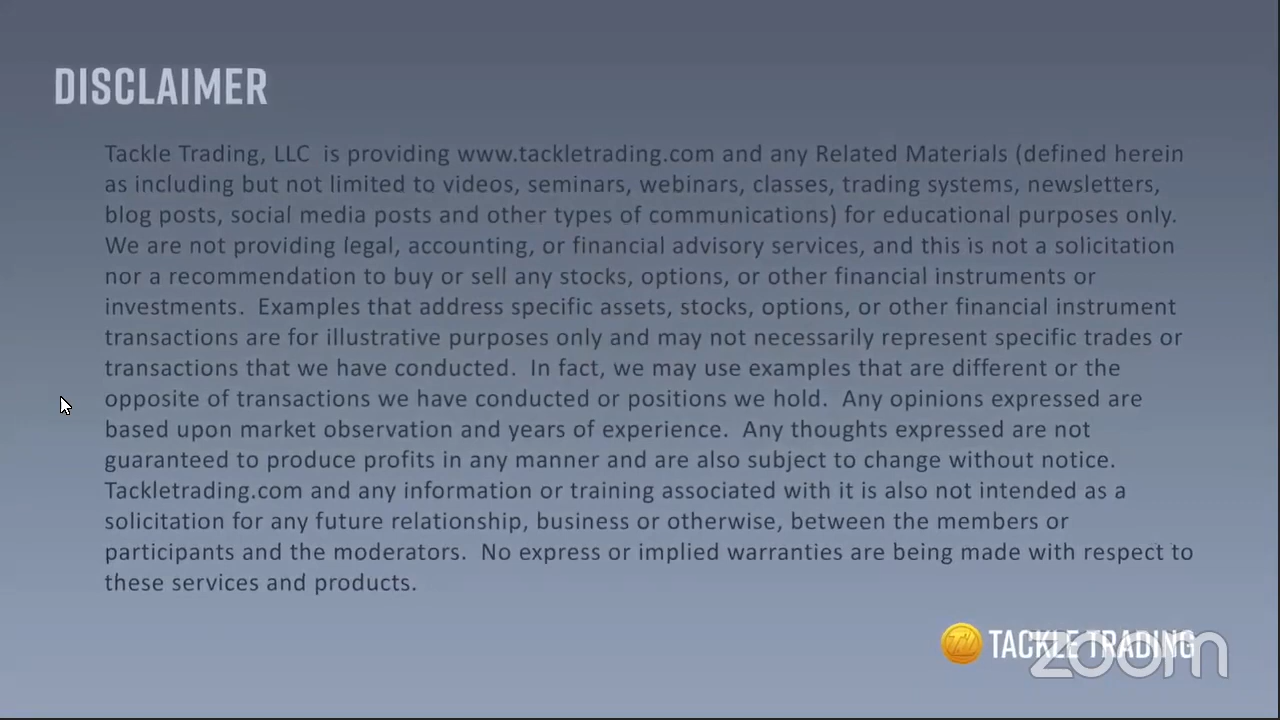 DISCLAIMER
Tackle Trading, LLC  is providing www.tackletrading.com and any Related Materials (defined herein
as including but not limited to videos, seminars, webinars, classes, trading systems, newsletters,
blog posts, social media posts and other types of communications) for educational purposes only.
We are not providing legal, accounting, or financial advisory services, and this is not a solicitation
nor a recommendation to buy or sell any stocks, options, or other financial instruments or
investments.  Examples that address specific assets, stocks, options, or other financial instrument
transactions are for illustrative purposes only and may not necessarily represent specific trades or
transactions that we have conducted.  In fact, we may use examples that are different or the
opposite of transactions we have conducted or positions we hold.  Any opinions expressed are
based upon market observation and years of experience.  Any thoughts expressed are not
guaranteed to produce profits in any manner and are also subject to change without notice.
Tackletrading.com and any information or training associated with it is also not intended as a
solicitation for any future relationship, business or otherwise, between the members or
participants and the moderators.  No express or implied warranties are being made with respect to
these services and products.
TACKLE TRADING
zoom